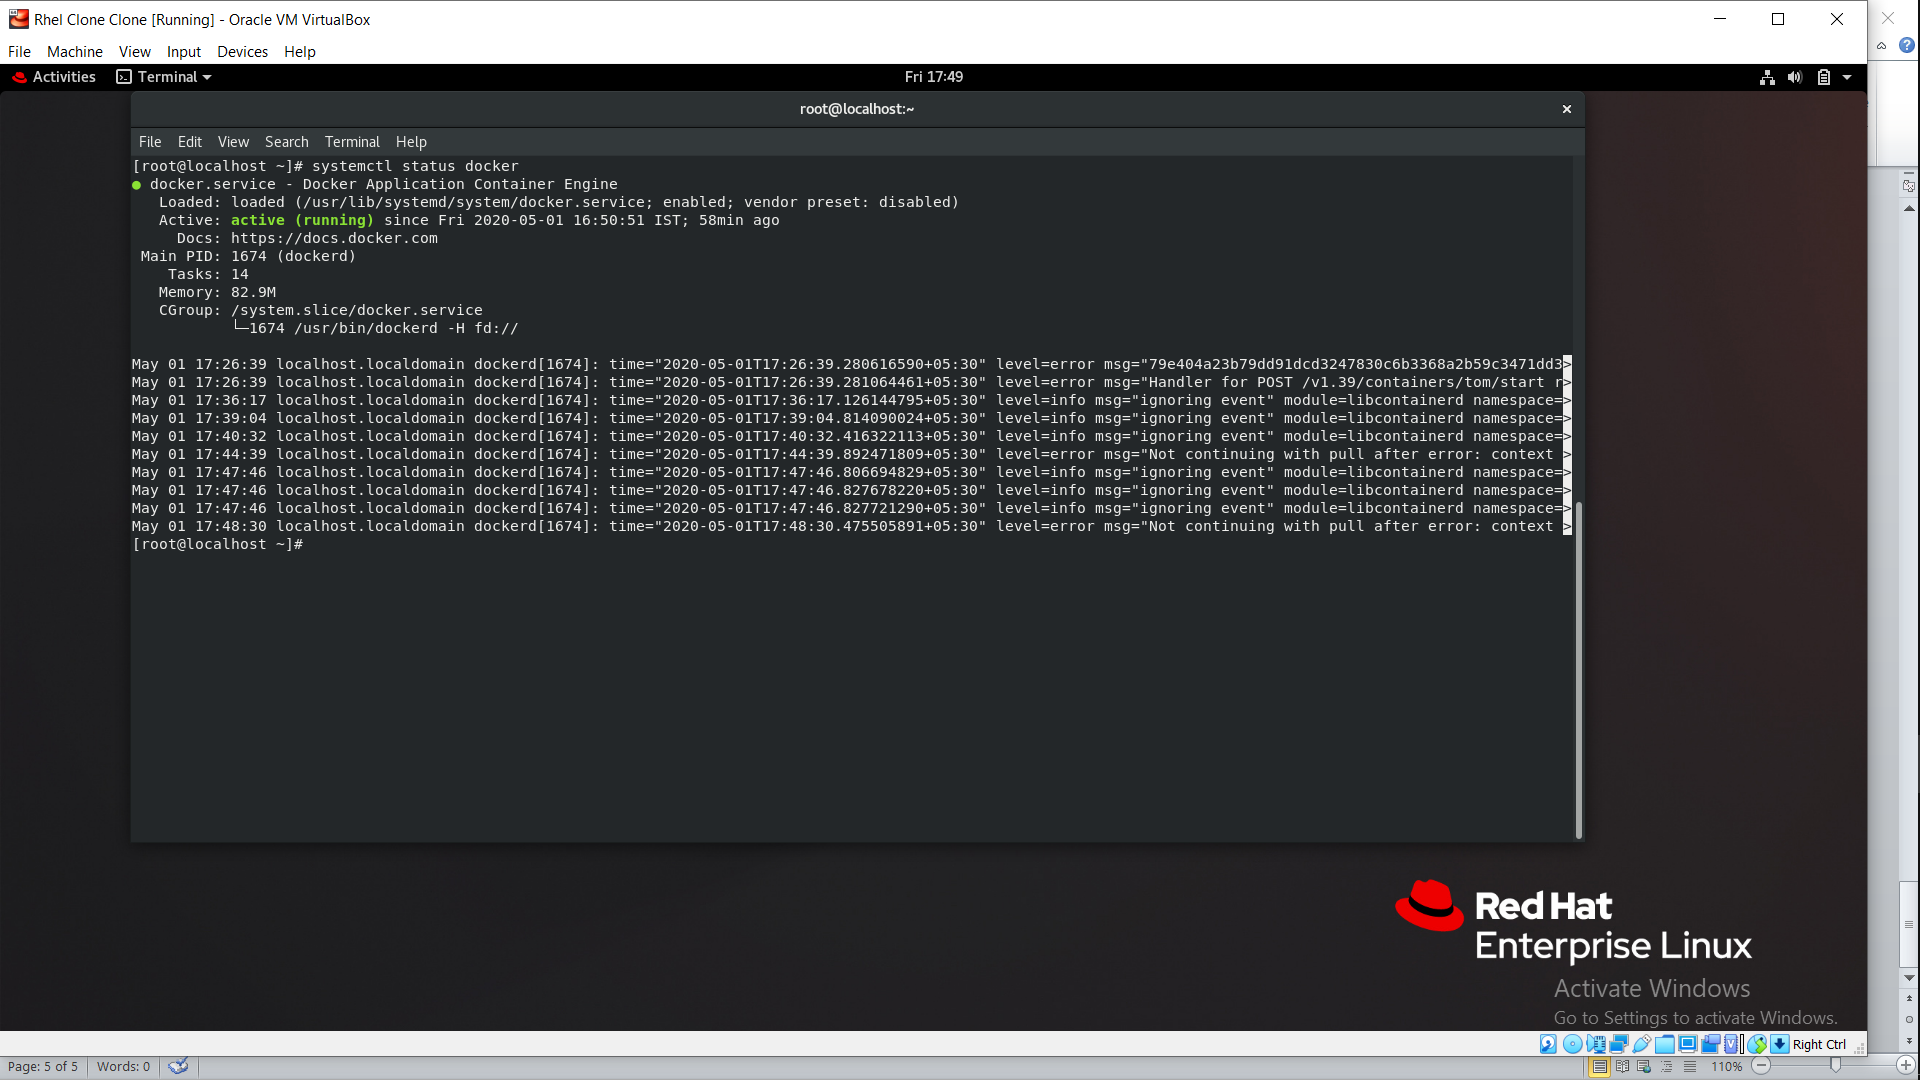 Rhel Clone Clone [Running] - Oracle VM VirtualBox
File Machine View Input Devices Help
Activities Terminal Fri 17:49
root@localhost:~
File Edit View Search Terminal Help
[root@localhost ~]# systemctl status docker
● docker.service - Docker Application Container Engine
Loaded: loaded (/usr/lib/systemd/system/docker.service; enabled; vendor preset: disabled)
Active: active (running) since Fri 2020-05-01 16:50:51 IST; 58min ago
Docs: https://docs.docker.com
Main PID: 1674 (dockerd)
Tasks: 14
Memory: 82.9M
CGroup: /system.slice/docker.service
└─1674 /usr/bin/dockerd -H fd://
May 01 17:26:39 localhost.localdomain dockerd[1674]: time="2020-05-01T17:26:39.280616590+05:30" level=error msg="79e404a23b79dd91dcd3247830c6b3368a2b59c3471dd3>
May 01 17:26:39 localhost.localdomain dockerd[1674]: time="2020-05-01T17:26:39.281064461+05:30" level=error msg="Handler for POST /v1.39/containers/tom/start r>
May 01 17:36:17 localhost.localdomain dockerd[1674]: time="2020-05-01T17:36:17.126144795+05:30" level=info msg="ignoring event" module=libcontainerd namespace=>
May 01 17:39:04 localhost.localdomain dockerd[1674]: time="2020-05-01T17:39:04.814090024+05:30" level=info msg="ignoring event" module=libcontainerd namespace=>
May 01 17:40:32 localhost.localdomain dockerd[1674]: time="2020-05-01T17:40:32.416322113+05:30" level=info msg="ignoring event" module=libcontainerd namespace=>
May 01 17:44:39 localhost.localdomain dockerd[1674]: time="2020-05-01T17:44:39.892471809+05:30" level=error msg="Not continuing with pull after error: context >
May 01 17:47:46 localhost.localdomain dockerd[1674]: time="2020-05-01T17:47:46.806694829+05:30" level=info msg="ignoring event" module=libcontainerd namespace=>
May 01 17:47:46 localhost.localdomain dockerd[1674]: time="2020-05-01T17:47:46.827678220+05:30" level=info msg="ignoring event" module=libcontainerd namespace=>
May 01 17:47:46 localhost.localdomain dockerd[1674]: time="2020-05-01T17:47:46.827721290+05:30" level=info msg="ignoring event" module=libcontainerd namespace=>
May 01 17:48:30 localhost.localdomain dockerd[1674]: time="2020-05-01T17:48:30.475505891+05:30" level=error msg="Not continuing with pull after error: context >
[root@localhost ~]#
Red Hat
Enterprise Linux
Activate Windows
Go to Settings to activate Windows.
Right Ctrl
Page: 5 of 5 Words: 0 110%